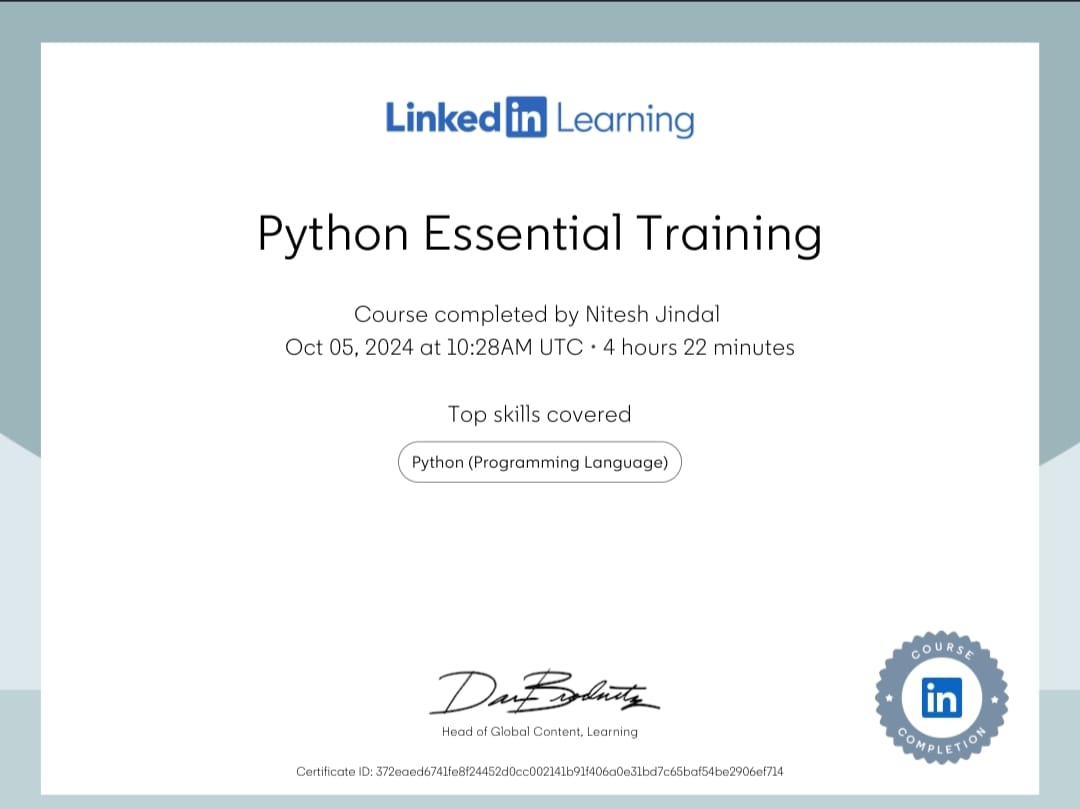 Linked in Learning
Python Essential Training
Course completed by Nitesh Jindal
Oct 05, 2024 at 10:28AM UTC • 4 hours 22 minutes
Top skills covered
Python (Programming Language)
Dan Brodnitz
Head of Global Content, Learning
Certificate ID: 372eaed6741fe8f24452d0cc002141b91f406a0e31bd7c65baf54be2906ef714
COURSE
in
COMPLETION